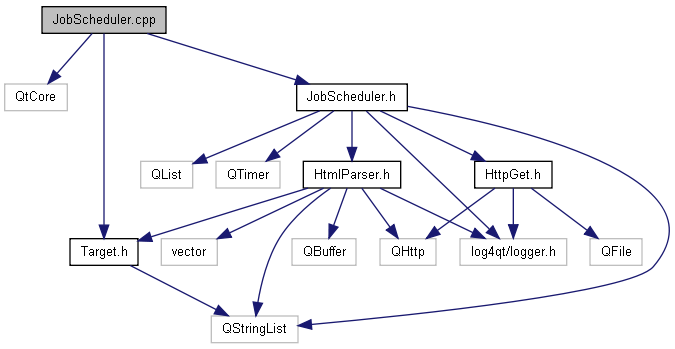 JobScheduler.cpp
QtCore
JobScheduler.h
QList
QTimer
HtmlParser.h
HttpGet.h
Target.h
vector
QBuffer
QHttp
log4qt/logger.h
QFile
QStringList